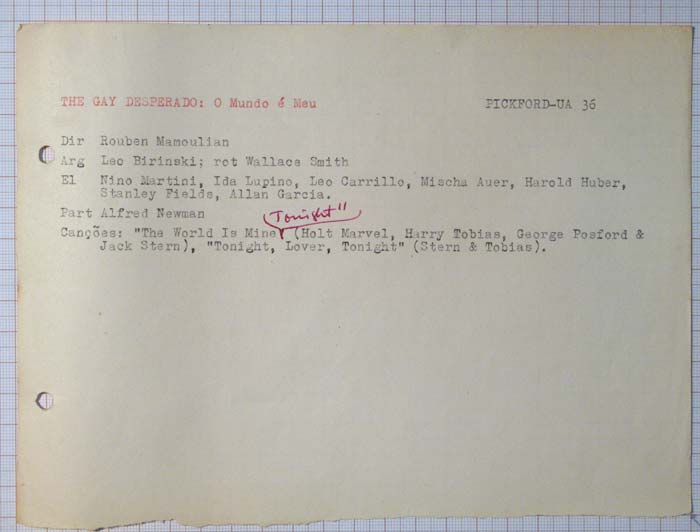 THE GAY DESPERADO: O Mundo é Meu PICKFORD-UA 36
Dir Rouben Mamoulian
Arg Leo Birinski; rot Wallace Smith
El Nino Martini, Ida Lupino, Leo Carrillo, Mischa Auer, Harold Huber,
Stanley Fields, Allan Garcia.
Part Alfred Newman
Tonight"
Canções: "The World Is Mine (Holt Marvel, Harry Tobias, George Posford &
Jack Stern), "Tonight, Lover, Tonight" (Stern & Tobias).